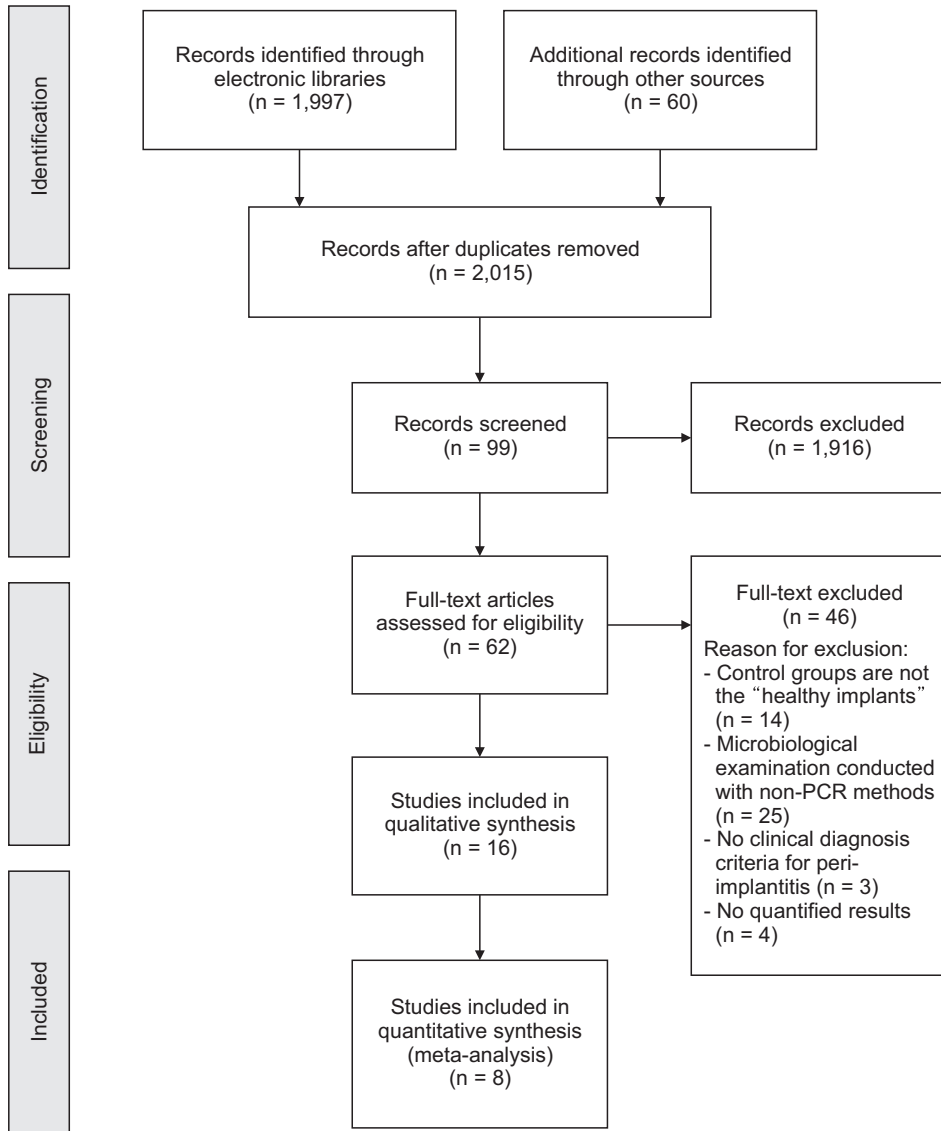 Identification
Records identified through
electronic libraries
(n = 1,997)
Additional records identified
through other sources
(n = 60)
Records after duplicates removed
(n = 2,015)
Screening
Records screened
(n = 99)
Records excluded
(n = 1,916)
Eligibility
Full-text articles
assessed for eligibility
(n = 62)
Full-text excluded
(n = 46)
Reason for exclusion:
- Control groups are not
the “healthy implants”
(n = 14)
- Microbiological
examination conducted
with non-PCR methods
(n = 25)
- No clinical diagnosis
criteria for peri-
implantitis (n = 3)
- No quantified results
(n = 4)
Studies included in
qualitative synthesis
(n = 16)
Included
Studies included in
quantitative synthesis
(meta-analysis)
(n = 8)